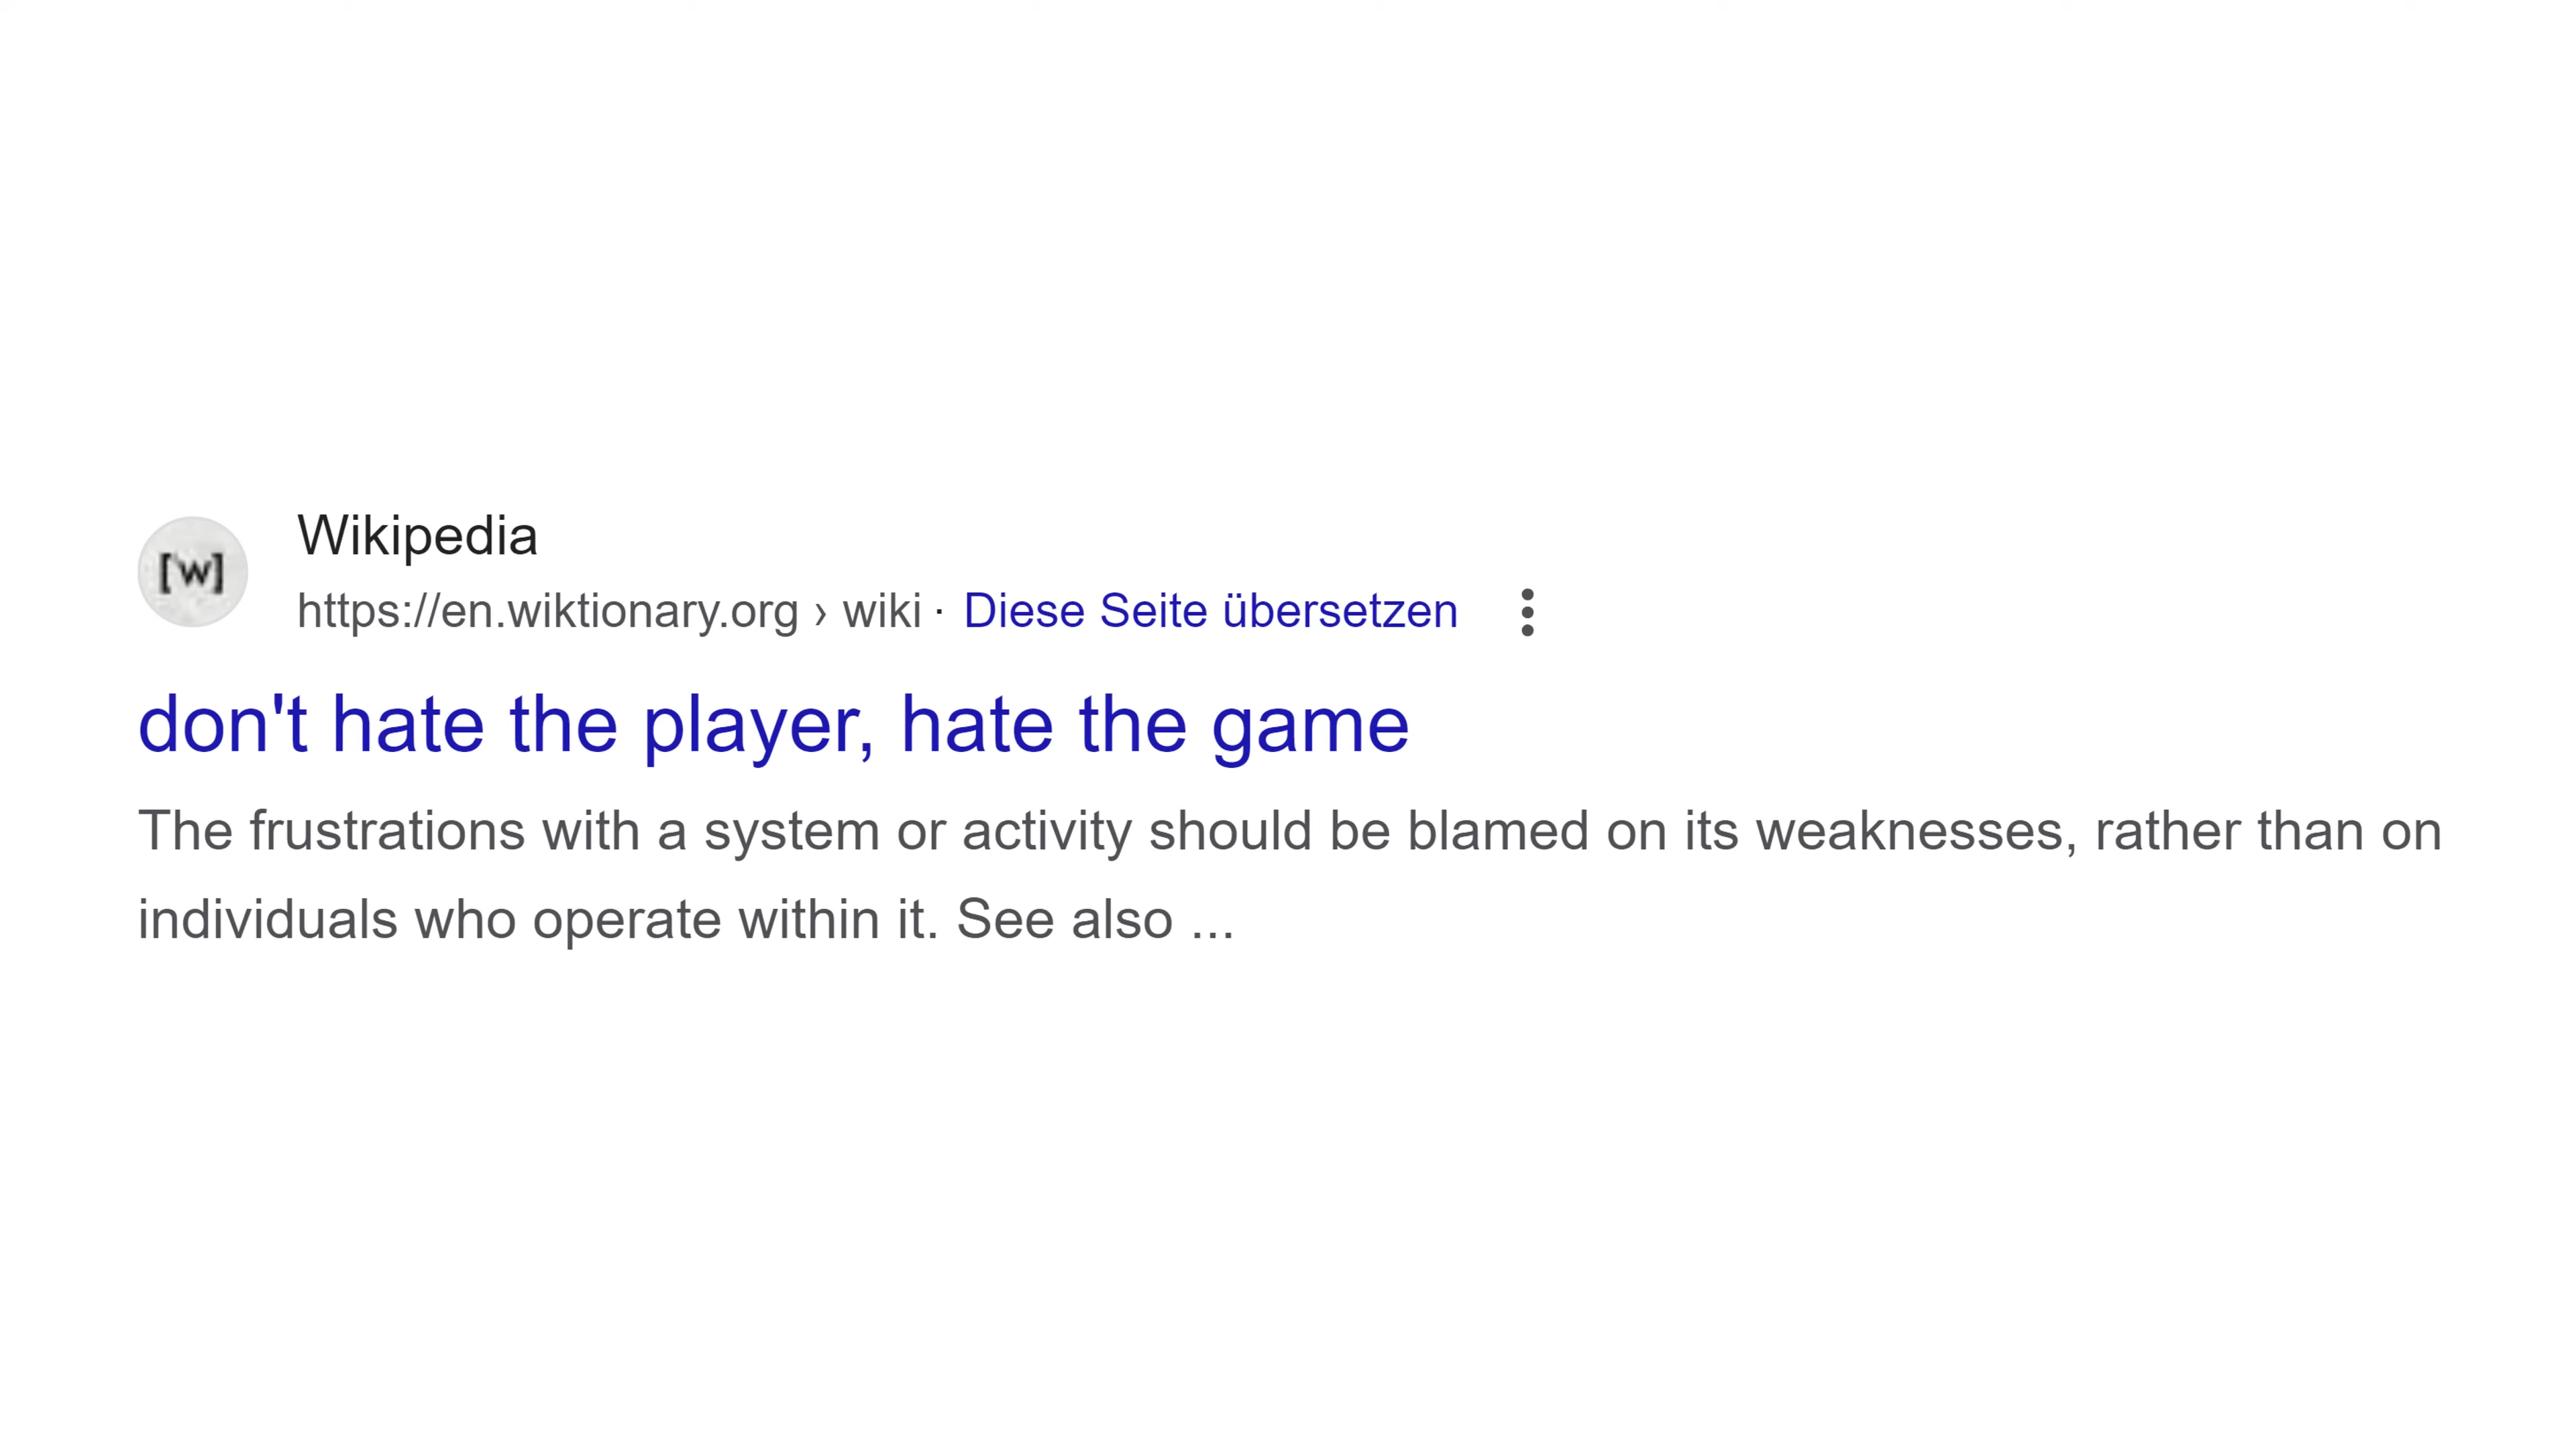 [w]
Wikipedia
https://en.wiktionary.org › wiki · Diese Seite übersetzen
don't hate the player, hate the game
The frustrations with a system or activity should be blamed on its weaknesses, rather than on
individuals who operate within it. See also ...